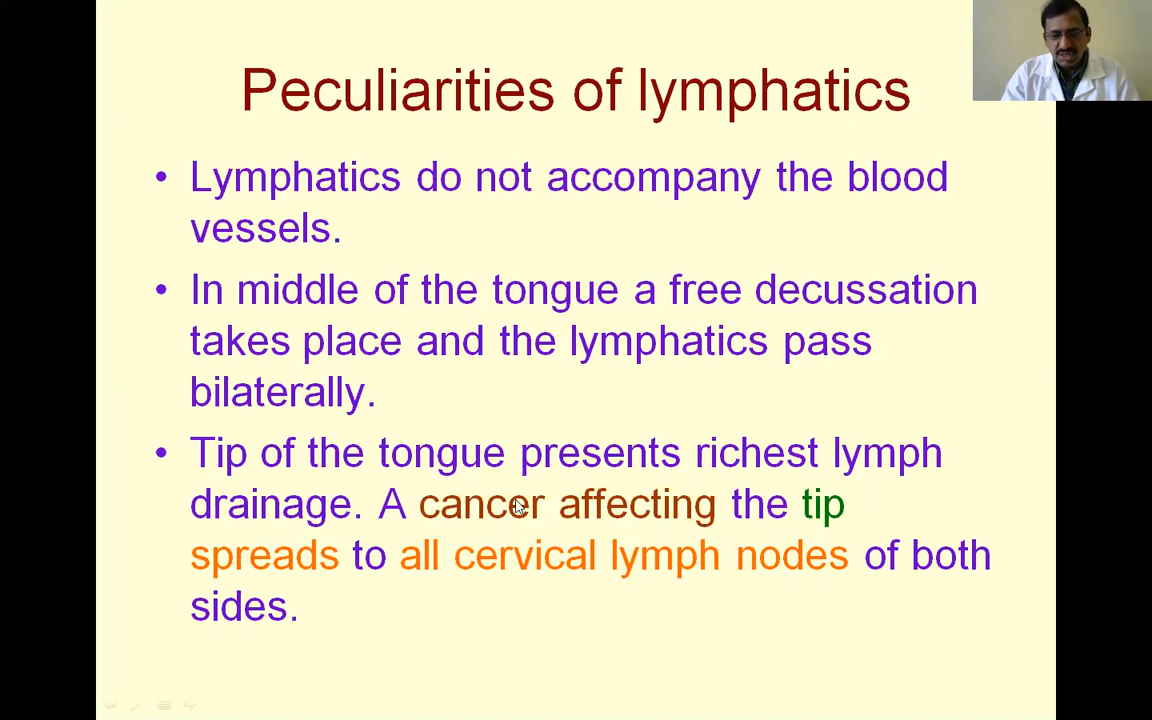 Peculiarities of lymphatics
• Lymphatics do not accompany the blood
vessels.
• In middle of the tongue a free decussation
takes place and the lymphatics pass
bilaterally.
• Tip of the tongue presents richest lymph
drainage. A cancer affecting the tip
spreads to all cervical lymph nodes of both
sides.